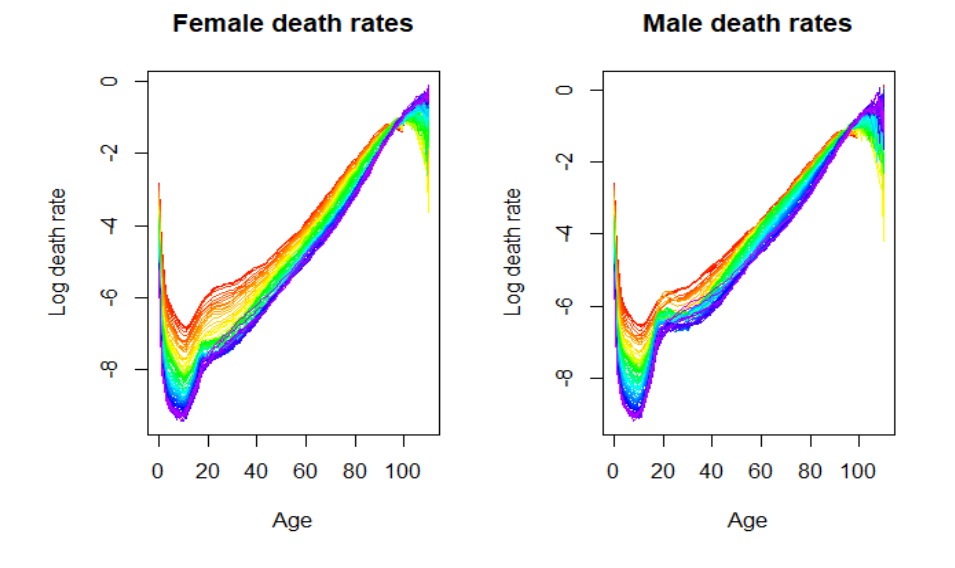 Female death rates
Log death rate
0
-2
-4
-6
-8
0 20 40 60 80 100
Age
Male death rates
Log death rate
0
-2
-4
-6
-8
0 20 40 60 80 100
Age